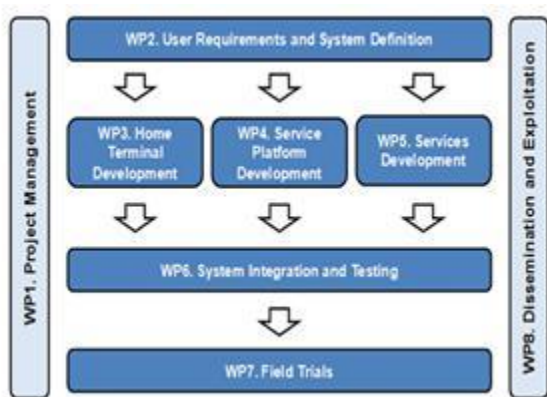 WP1. Project Management
WP2. User Requirements and System Definition
WP3. Home
Terminal
Development
WP4. Service
Platform
Development
WP5. Services
Development
WP6. System Integration and Testing
WP7. Field Trials
WP8. Dissemination and Exploitation